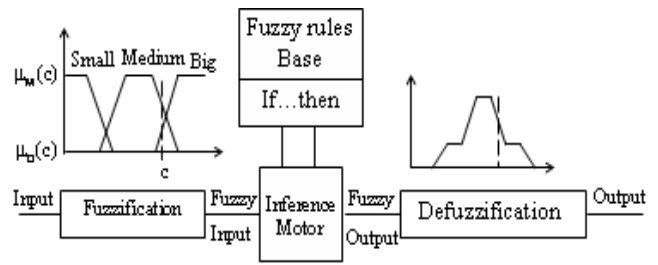 Fuzzy rules
Base
If...then
Small Medium Big
μM(c)
μB(c)
c
Input
Fuzzification
Fuzzy
Input
Inference
Motor
Fuzzy
Output
Defuzzification
Output